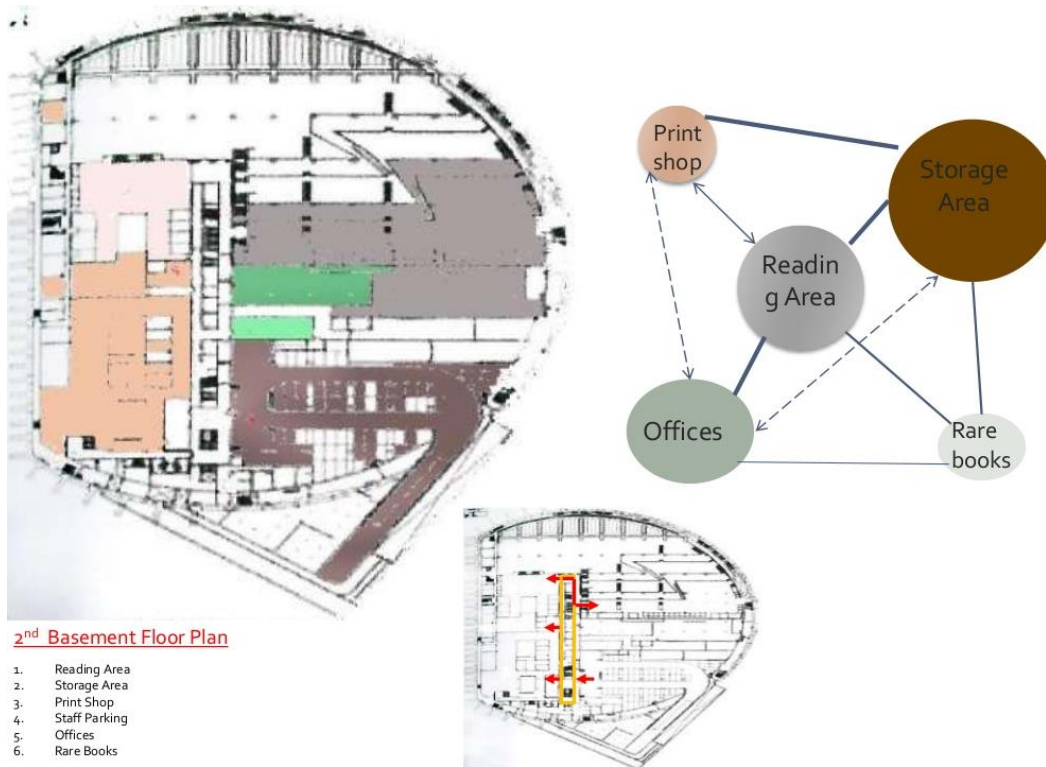 Print
shop
Storage
Area
Readin
g Area
Offices
Rare
books
2nd Basement Floor Plan
1. Reading Area
2. Storage Area
3. Print Shop
4. Staff Parking
5. Offices
6. Rare Books